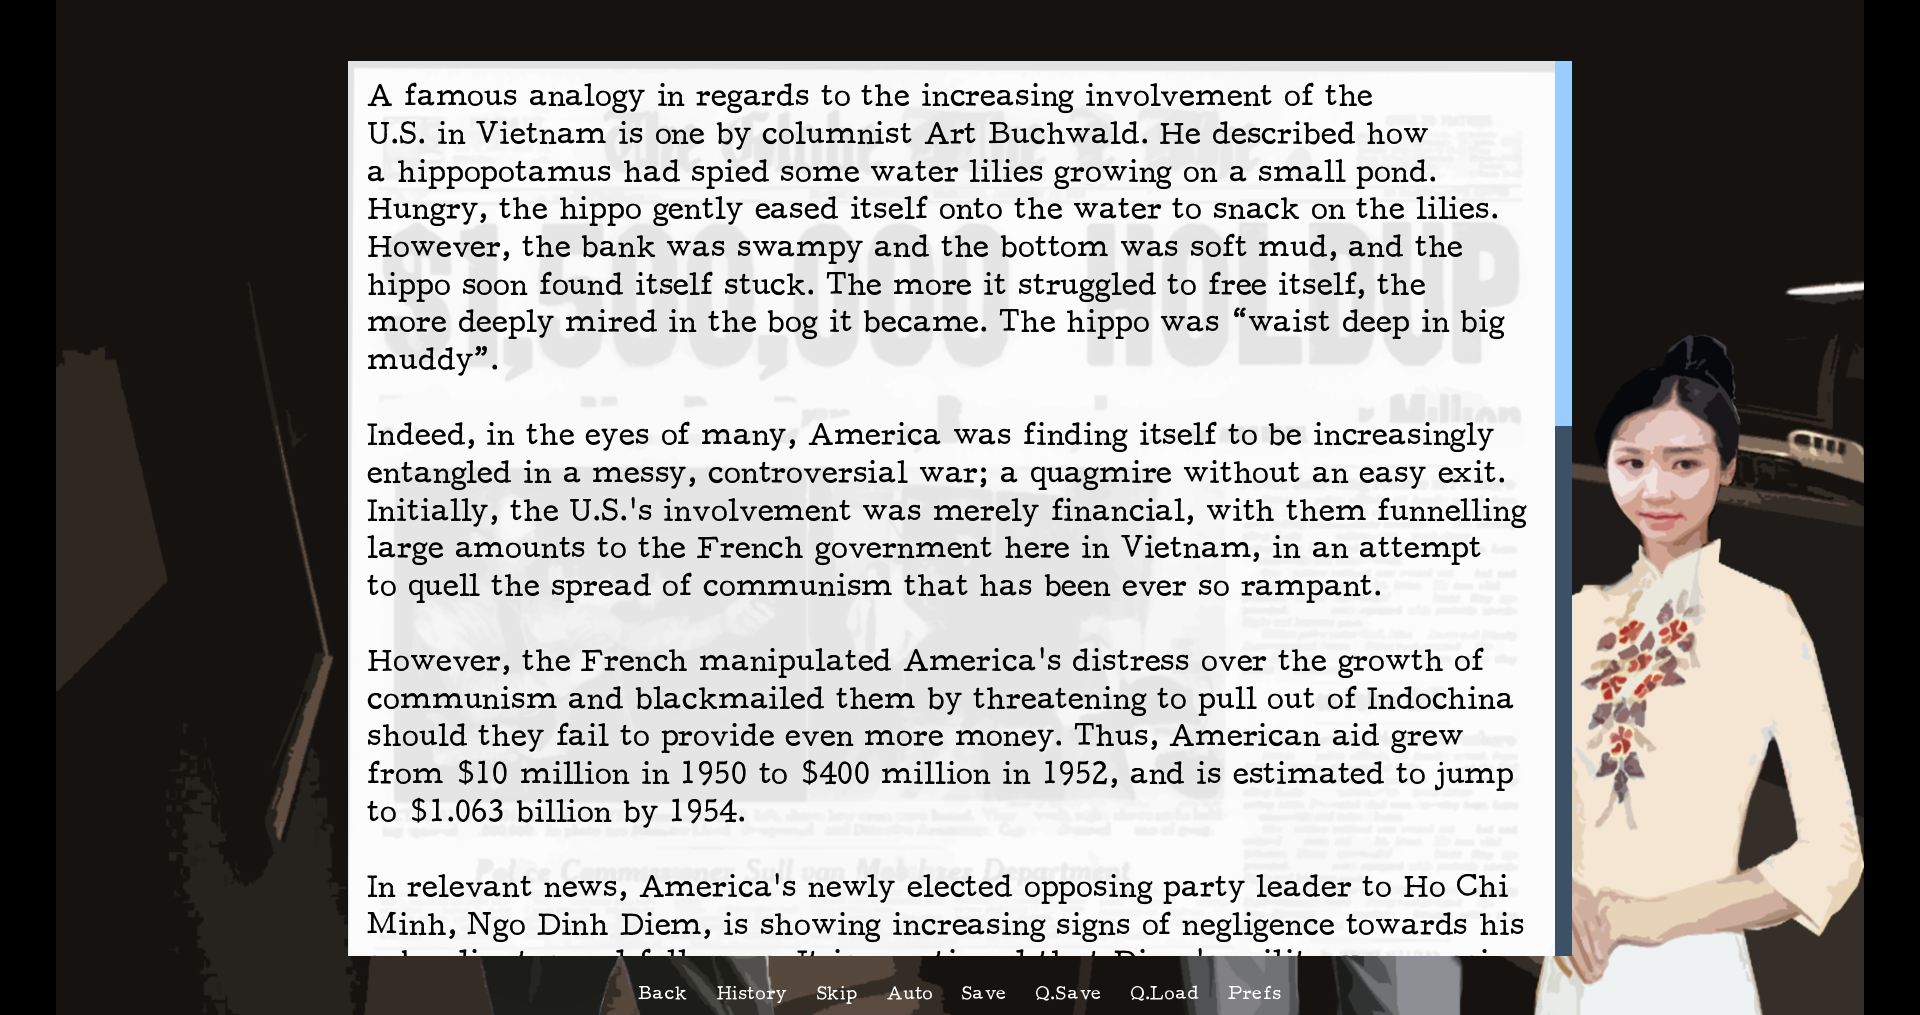 A famous analogy in regards to the increasing involvement of the
U.S. in Vietnam is one by columnist Art Buchwald. He described how
a hippopotamus had spied some water lilies growing on a small pond.
Hungry, the hippo gently eased itself onto the water to snack on the lilies.
However, the bank was swampy and the bottom was soft mud, and the
hippo soon found itself stuck. The more it struggled to free itself, the
more deeply mired in the bog it became. The hippo was “waist deep in big
muddy”.
Indeed, in the eyes of many, America was finding itself to be increasingly
entangled in a messy, controversial war; a quagmire without an easy exit.
Initially, the U.S.'s involvement was merely financial, with them funnelling
large amounts to the French government here in Vietnam, in an attempt
to quell the spread of communism that has been ever so rampant.
However, the French manipulated America's distress over the growth of
communism and blackmailed them by threatening to pull out of Indochina
should they fail to provide even more money. Thus, American aid grew
from $10 million in 1950 to $400 million in 1952, and is estimated to jump
to $1.063 billion by 1954.
In relevant news, America's newly elected opposing party leader to Ho Chi
Minh, Ngo Dinh Diem, is showing increasing signs of negligence towards his
$1,500,000 HOLDUP
Back History Skip Auto Save Q.Save Q.Load Prefs